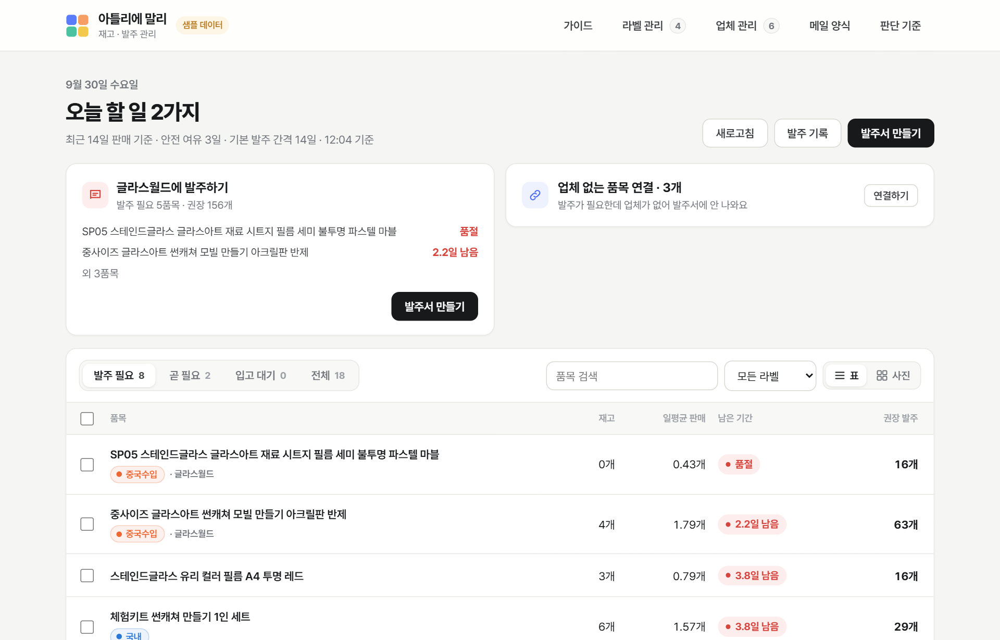 아틀리에 말리
재고 · 발주 관리
샘플 데이터
가이드
라벨 관리 4
업체 관리 6
메일 양식
판단 기준
9월 30일 수요일
오늘 할 일 2가지
최근 14일 판매 기준 · 안전 여유 3일 · 기본 발주 간격 14일 · 12:04 기준
새로고침
발주 기록
발주서 만들기
글라스월드에 발주하기
발주 필요 5품목 · 권장 156개
SP05 스테인드글라스 글라스아트 재료 시트지 필름 세미 불투명 파스텔 마블 품절
중사이즈 글라스아트 썬캐쳐 모빌 만들기 아크릴판 반제 2.2일 남음
외 3품목
발주서 만들기
업체 없는 품목 연결 · 3개
발주가 필요한데 업체가 없어 발주서에 안 나와요
연결하기
발주 필요 8
곧 필요 2
입고 대기 0
전체 18
품목 검색
모든 라벨
표
사진
품목 재고 일평균 판매 남은 기간 권장 발주
SP05 스테인드글라스 글라스아트 재료 시트지 필름 세미 불투명 파스텔 마블
중국수입 · 글라스월드
0개 0.43개 품절 16개
중사이즈 글라스아트 썬캐쳐 모빌 만들기 아크릴판 반제
중국수입 · 글라스월드
4개 1.79개 2.2일 남음 63개
스테인드글라스 유리 컬러 필름 A4 투명 레드 3개 0.79개 3.8일 남음 16개
체험키트 썬캐쳐 만들기 1인 세트
국내
6개 1.57개 3.8일 남음 29개